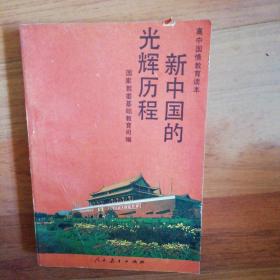 高中国情教育读本
新中国的
光辉历程
国家教委基础教育司编
人民教育出版社